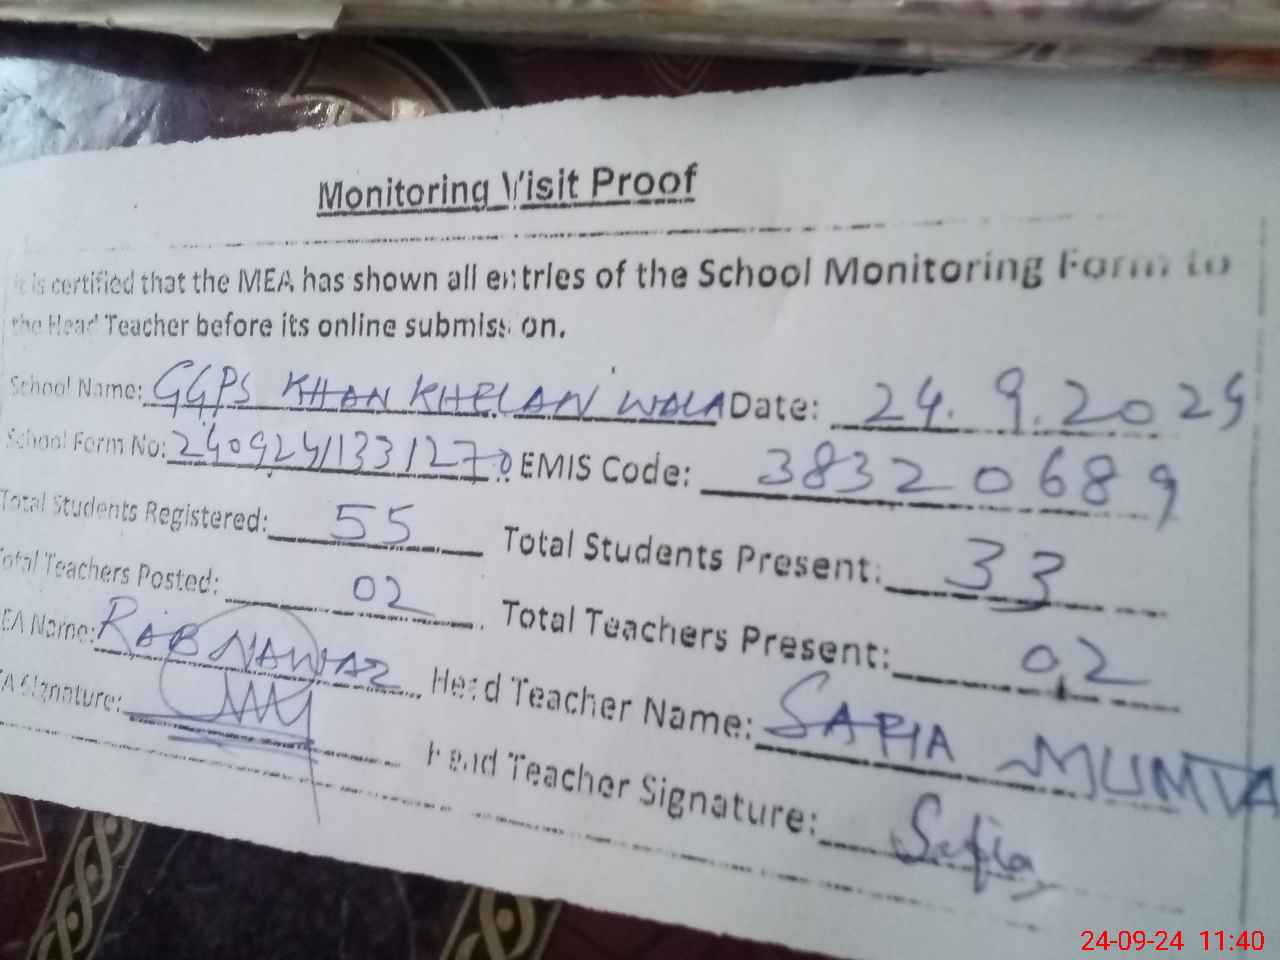 Monitoring Visit Proof
It is certified that the MEA has shown all entries of the School Monitoring Form to
the Head Teacher before its online submission.
School Name: GGPS KHAN KHELAN WALA Date: 24.9.2024
School Form No: 240924133127 EMIS Code: 38320689
Total Students Registered: 55 Total Students Present: 33
Total Teachers Posted: 02 Total Teachers Present: 02
EA Name: RAB NAWAZ Head Teacher Name: SAFIA MUMTA
EA Signature: Head Teacher Signature: Safia
24-09-24 11:40